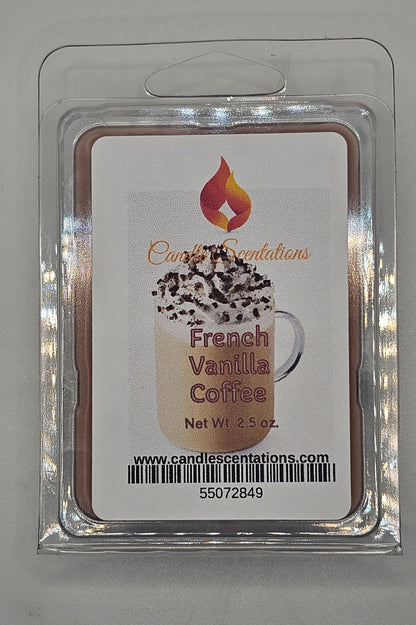 Candle Scentations
French
Vanilla
Coffee
Net Wt. 2.5 oz.
www.candlescentations.com
55072849